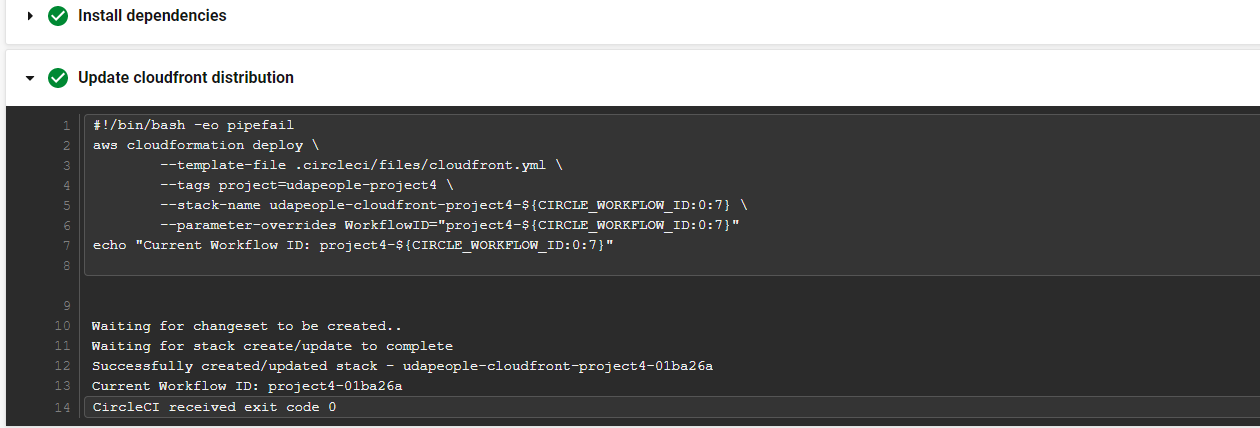 Install dependencies
Update cloudfront distribution
1 #!/bin/bash -eo pipefail
2 aws cloudformation deploy \
3 --template-file .circleci/files/cloudfront.yml \
4 --tags project=udapeople-project4 \
5 --stack-name udapeople-cloudfront-project4-${CIRCLE_WORKFLOW_ID:0:7} \
6 --parameter-overrides WorkflowID="project4-${CIRCLE_WORKFLOW_ID:0:7}"
7 echo "Current Workflow ID: project4-${CIRCLE_WORKFLOW_ID:0:7}"
8
9
10 Waiting for changeset to be created..
11 Waiting for stack create/update to complete
12 Successfully created/updated stack - udapeople-cloudfront-project4-01ba26a
13 Current Workflow ID: project4-01ba26a
14 CircleCI received exit code 0